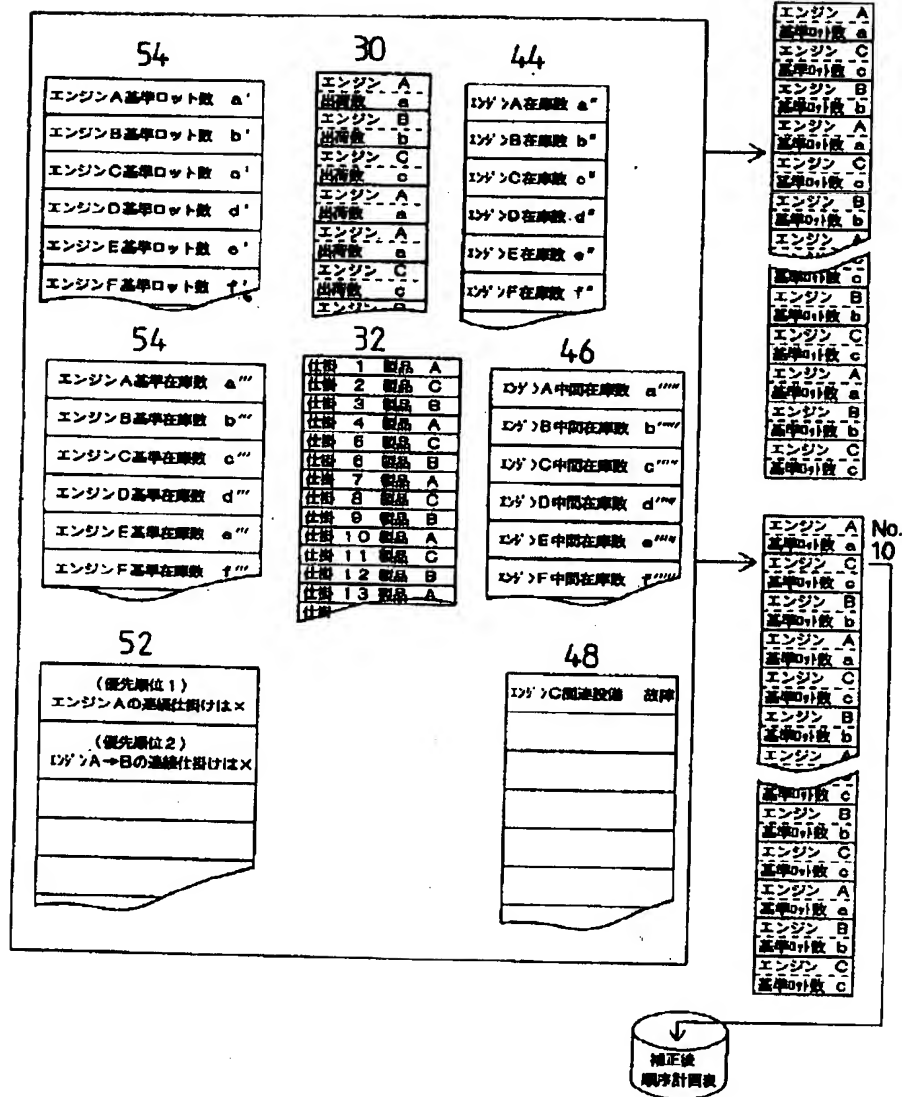 54
エンジンA基準ロット数 a'
エンジンB基準ロット数 b'
エンジンC基準ロット数 c'
エンジンD基準ロット数 d'
エンジンE基準ロット数 e'
エンジンF基準ロット数 f'
30
エンジン A
出荷数 a
エンジン B
出荷数 b
エンジン C
出荷数 c
エンジン A
出荷数 a
エンジン A
出荷数 a
エンジン C
出荷数 c
エンジン B
44
エンジンA在庫数 a"
エンジンB在庫数 b"
エンジンC在庫数 c"
エンジンD在庫数 d"
エンジンE在庫数 e"
エンジンF在庫数 f"
54
エンジンA基準在庫数 a'''
エンジンB基準在庫数 b'''
エンジンC基準在庫数 c'''
エンジンD基準在庫数 d'''
エンジンE基準在庫数 e'''
エンジンF基準在庫数 f'''
32
仕掛 1 製品 A
仕掛 2 製品 C
仕掛 3 製品 B
仕掛 4 製品 A
仕掛 5 製品 C
仕掛 6 製品 B
仕掛 7 製品 A
仕掛 8 製品 C
仕掛 9 製品 B
仕掛 10 製品 A
仕掛 11 製品 C
仕掛 12 製品 B
仕掛 13 製品 A
仕掛
46
エンジンA中間在庫数 a'''''
エンジンB中間在庫数 b'''''
エンジンC中間在庫数 c'''''
エンジンD中間在庫数 d'''''
エンジンE中間在庫数 e'''''
エンジンF中間在庫数 f'''''
52
(優先順位1)
エンジンAの連続仕掛けは×
(優先順位2)
エンジンA→Bの連続仕掛けは×
48
エンジンC関連設備 故障
エンジン A
基準ロット数 a
エンジン C
基準ロット数 c
エンジン B
基準ロット数 b
エンジン A
基準ロット数 a
エンジン C
基準ロット数 c
エンジン B
基準ロット数 b
エンジン A
基準ロット数 c
エンジン B
基準ロット数 b
エンジン C
基準ロット数 c
エンジン A
基準ロット数 a
エンジン B
基準ロット数 b
エンジン C
基準ロット数 c
No.
10
エンジン A
基準ロット数 a
エンジン C
基準ロット数 c
エンジン B
基準ロット数 b
エンジン A
基準ロット数 a
エンジン C
基準ロット数 c
エンジン B
基準ロット数 b
エンジン A
基準ロット数 c
エンジン B
基準ロット数 b
エンジン C
基準ロット数 c
エンジン A
基準ロット数 a
エンジン B
基準ロット数 b
エンジン C
基準ロット数 c
補正後
順序計画表